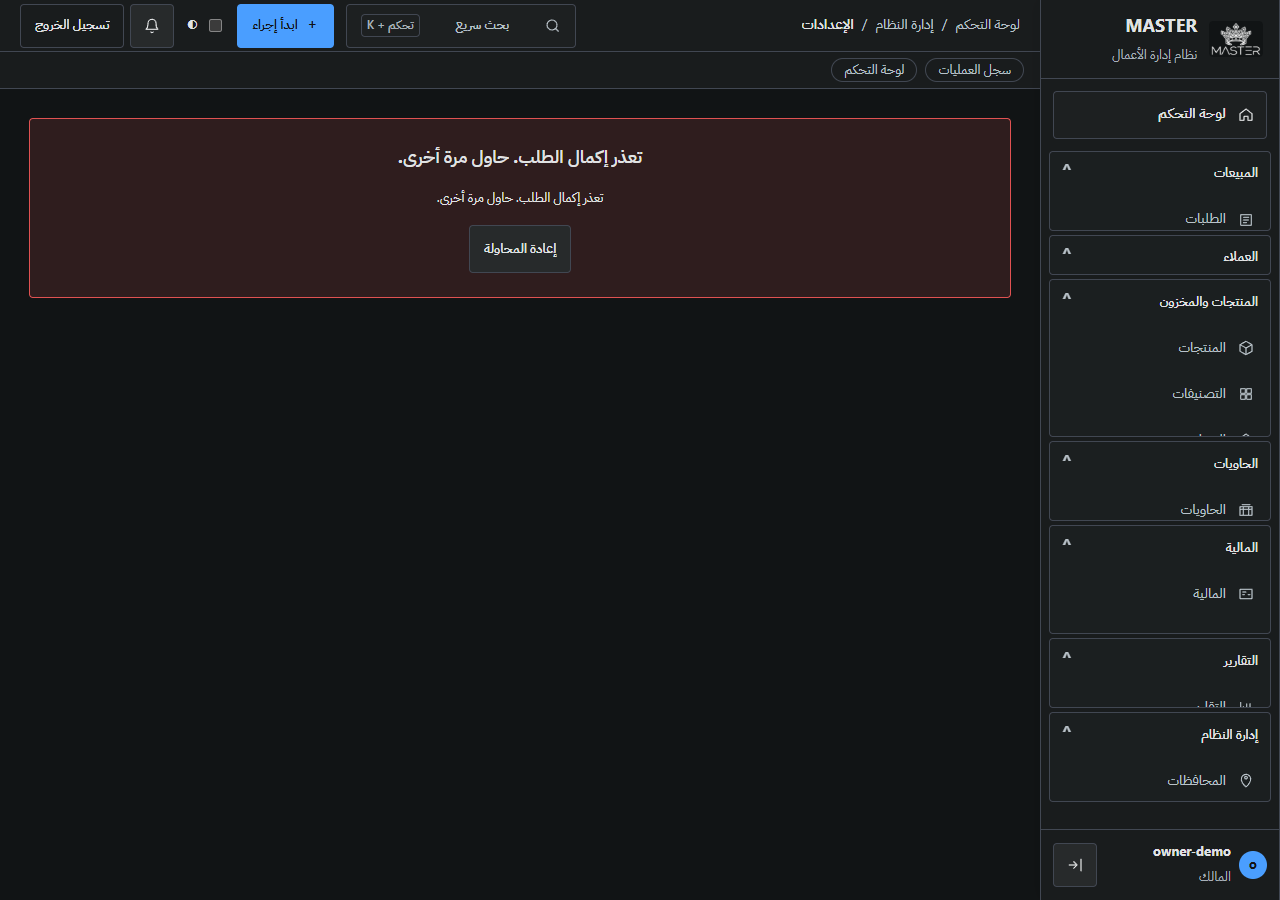 MASTER
MASTER
نظام إدارة الأعمال
لوحة التحكم / إدارة النظام / الإعدادات
بحث سريع
تحكم + K
+ ابدأ إجراء
تسجيل الخروج
سجل العمليات
لوحة التحكم
لوحة التحكم
المبيعات
الطلبات
العملاء
المنتجات والمخزون
المنتجات
التصنيفات
الحاويات
الحاويات
المالية
المالية
التقارير
إدارة النظام
المحافظات
o
owner-demo
المالك
تعذر إكمال الطلب. حاول مرة أخرى.
تعذر إكمال الطلب. حاول مرة أخرى.
إعادة المحاولة